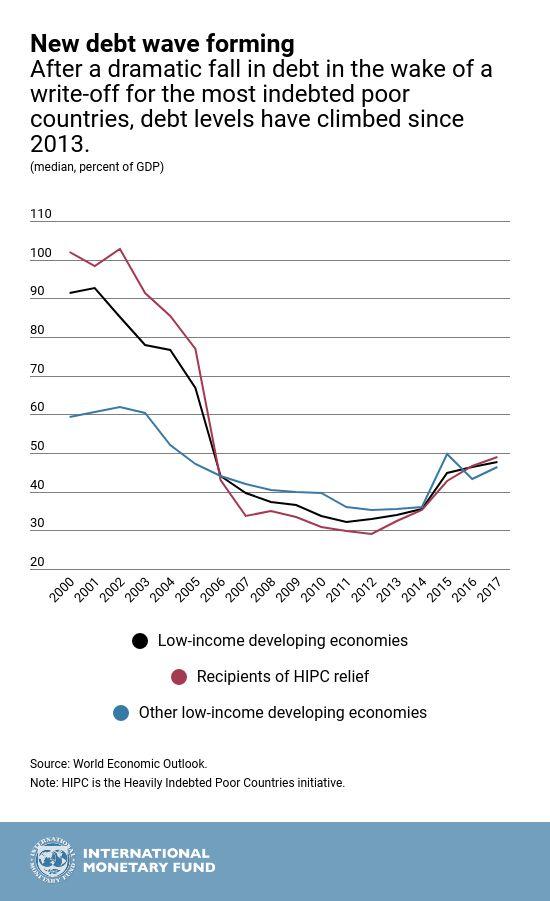 New debt wave forming
After a dramatic fall in debt in the wake of a
write-off for the most indebted poor
countries, debt levels have climbed since
2013.
(median, percent of GDP)
110
100
90
80
70
60
50
40
30
20
2000 2001 2002 2003 2004 2005 2006 2007 2008 2009 2010 2011 2012 2013 2014 2015 2016 2017
Low-income developing economies
Recipients of HIPC relief
Other low-income developing economies
Source: World Economic Outlook.
Note: HIPC is the Heavily Indebted Poor Countries initiative.
INTERNATIONAL
MONETARY FUND
INTERNATIONAL
MONETARY FUND